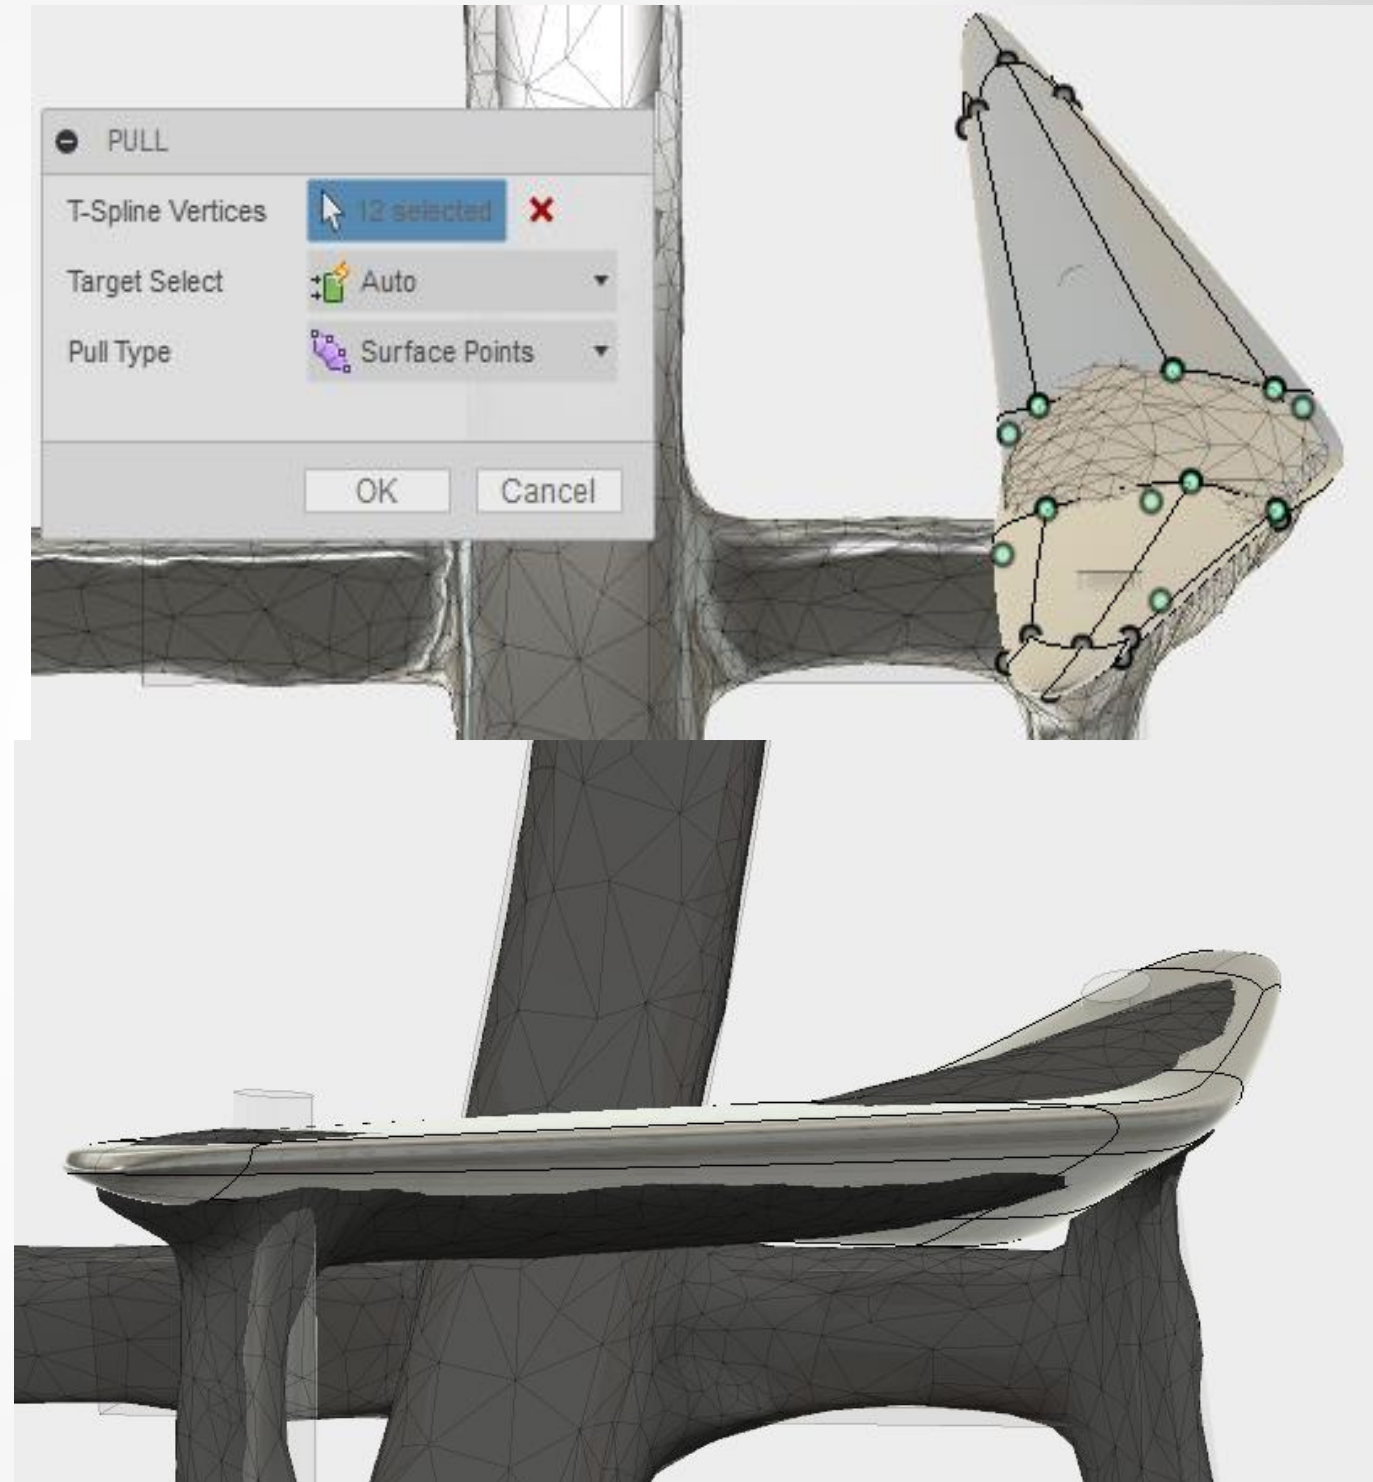 PULL
T-Spline Vertices 12 selected
Target Select Auto
Pull Type Surface Points
OK Cancel